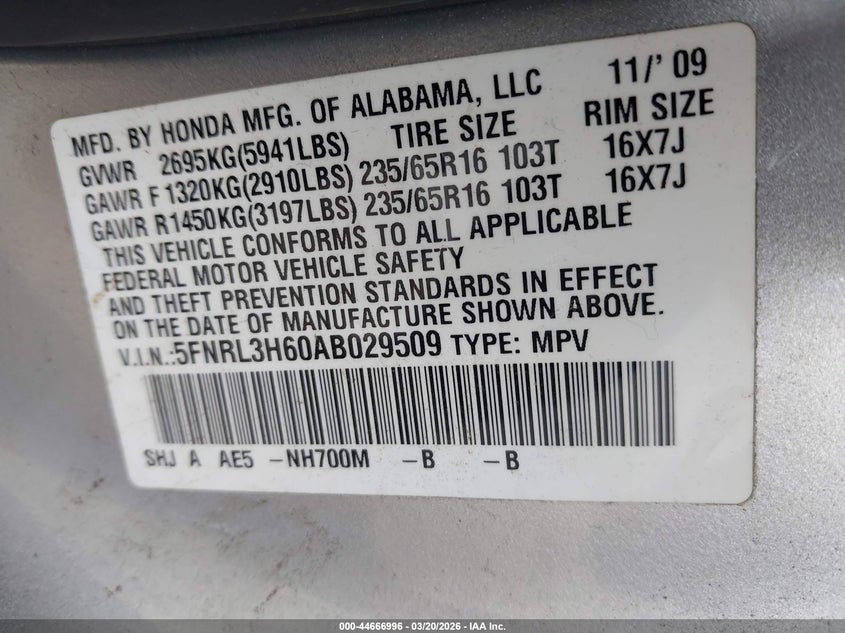 MFD. BY HONDA MFG. OF ALABAMA, LLC 11/' 09
GVWR 2695KG(5941LBS) TIRE SIZE RIM SIZE
GAWR F 1320KG(2910LBS) 235/65R16 103T 16X7J
GAWR R1450KG(3197LBS) 235/65R16 103T 16X7J
THIS VEHICLE CONFORMS TO ALL APPLICABLE
FEDERAL MOTOR VEHICLE SAFETY
AND THEFT PREVENTION STANDARDS IN EFFECT
ON THE DATE OF MANUFACTURE SHOWN ABOVE.
V.I.N.:5FNRL3H60AB029509 TYPE: MPV
SHJ A AE5 -NH700M -B -B
000-44666996 - 03/20/2026 - IAA Inc.